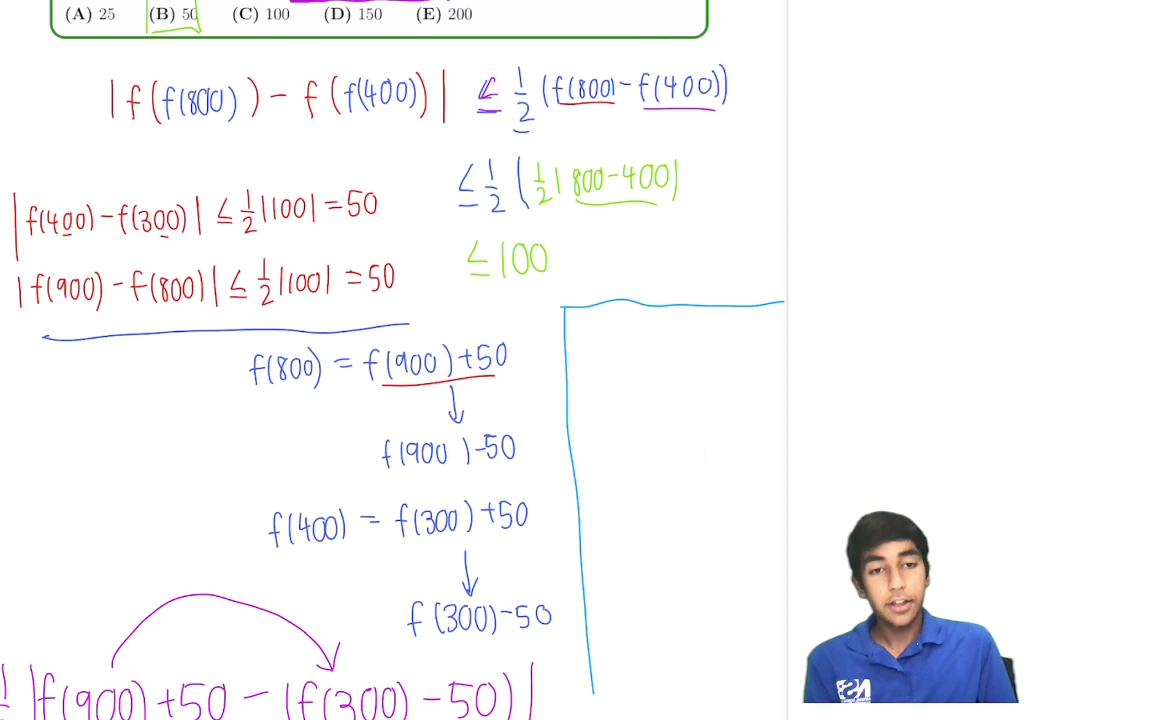 (A) 25 (B) 50 (C) 100 (D) 150 (E) 200
|f(f(800)) - f(f(400))| ≤ 1/2 (f(800) - f(400))
≤ 1/2 (1/2 | 800-400|
≤ 100
|f(400) - f(300)| ≤ 1/2 |100| = 50
|f(900) - f(800)| ≤ 1/2 |100| = 50
f(800) = f(900) + 50
f(900) - 50
f(400) = f(300) + 50
f(300) - 50
|f(900) + 50 - (f(300) - 50)|